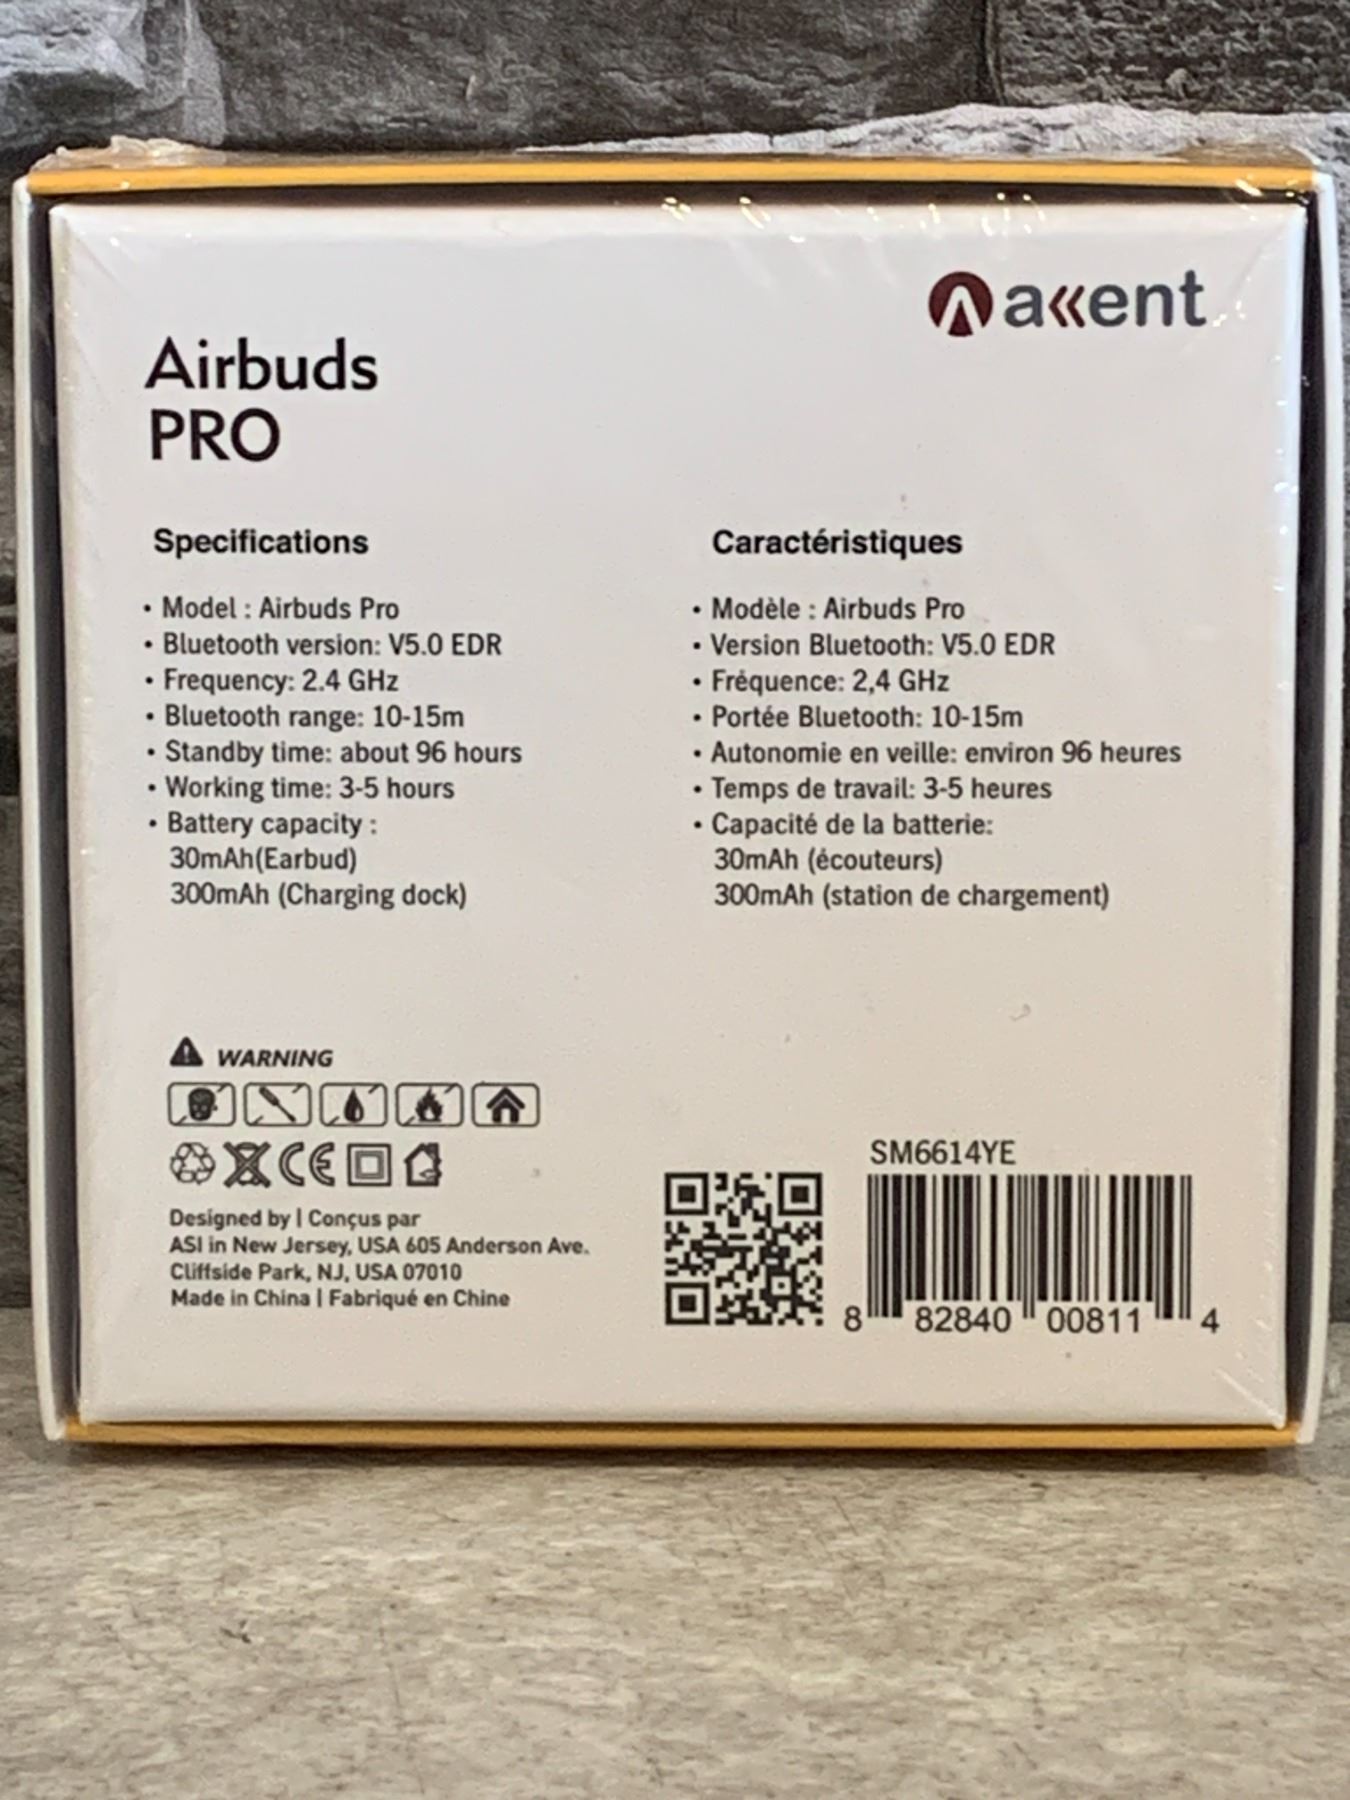 a«ent
Airbuds
PRO
Specifications
• Model : Airbuds Pro
• Bluetooth version: V5.0 EDR
• Frequency: 2.4 GHz
• Bluetooth range: 10-15m
• Standby time: about 96 hours
• Working time: 3-5 hours
• Battery capacity :
30mAh(Earbud)
300mAh (Charging dock)
Caractéristiques
• Modèle : Airbuds Pro
• Version Bluetooth: V5.0 EDR
• Fréquence: 2,4 GHz
• Portée Bluetooth: 10-15m
• Autonomie en veille: environ 96 heures
• Temps de travail: 3-5 heures
• Capacité de la batterie:
30mAh (écouteurs)
300mAh (station de chargement)
WARNING
CE
Designed by | Conçus par
ASI in New Jersey, USA 605 Anderson Ave.
Cliffside Park, NJ, USA 07010
Made in China | Fabriqué en Chine
SM6614YE
8 82840 00811 4